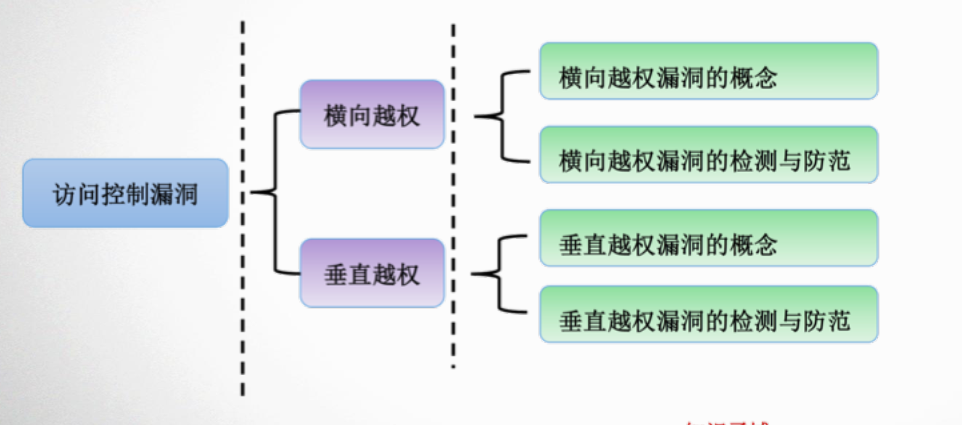 访问控制漏洞
横向越权
横向越权漏洞的概念
横向越权漏洞的检测与防范
垂直越权
垂直越权漏洞的概念
垂直越权漏洞的检测与防范